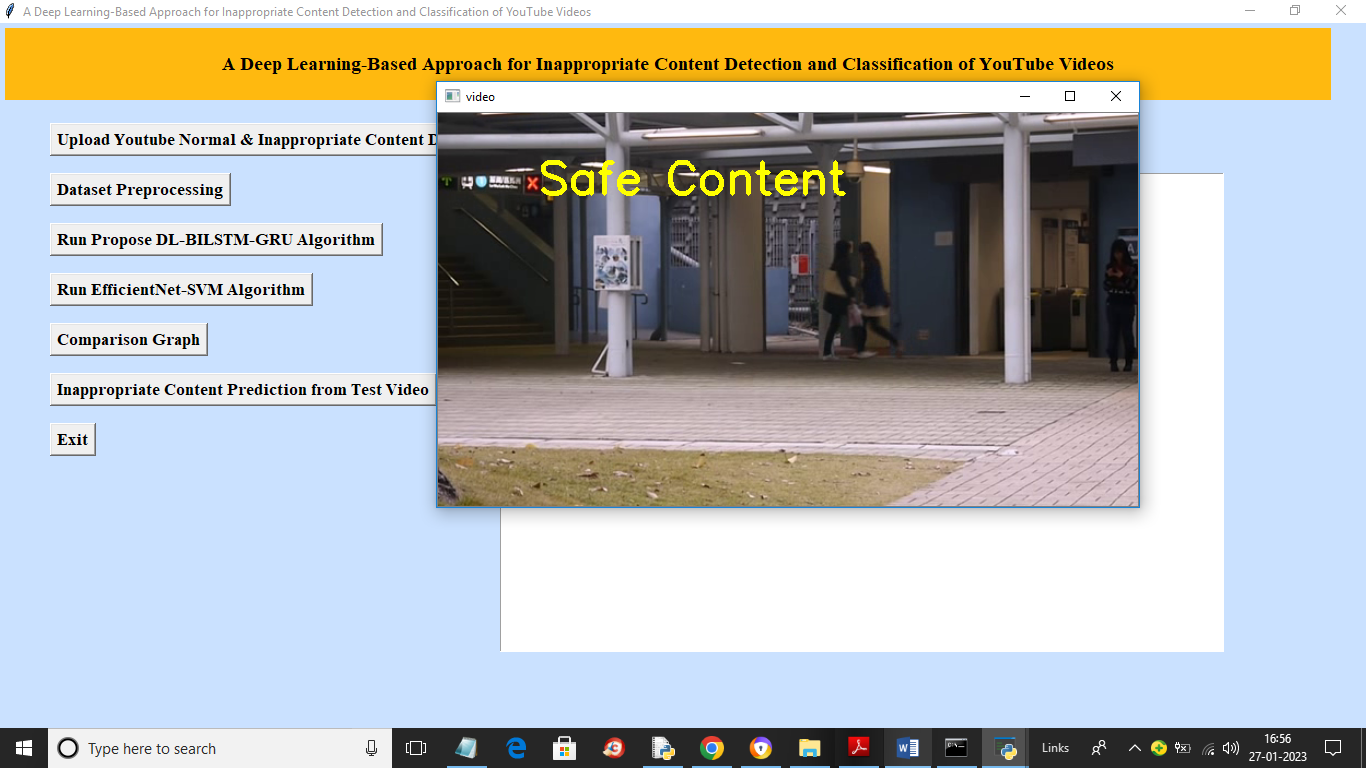 A Deep Learning-Based Approach for Inappropriate Content Detection and Classification of YouTube Videos
A Deep Learning-Based Approach for Inappropriate Content Detection and Classification of YouTube Videos
video
Upload Youtube Normal & Inappropriate Content D
Safe Content
Dataset Preprocessing
Run Propose DL-BILSTM-GRU Algorithm
Run EfficientNet-SVM Algorithm
Comparison Graph
Inappropriate Content Prediction from Test Video
Exit
Type here to search
Links
16:56
27-01-2023